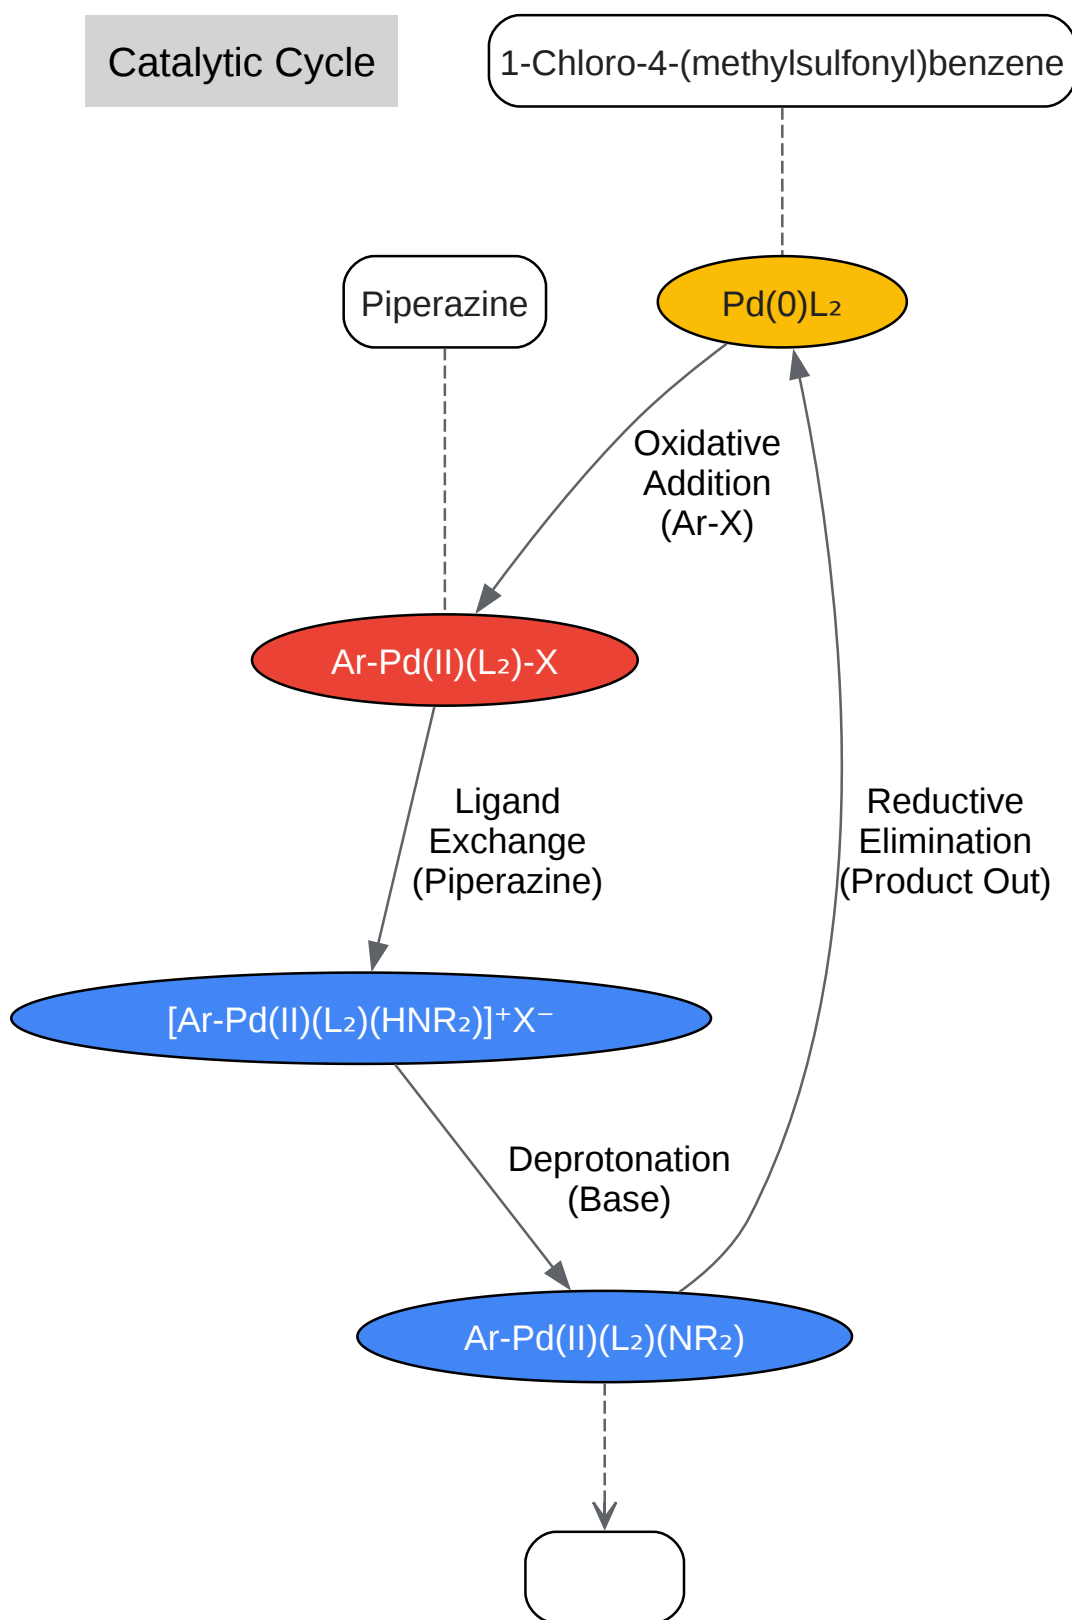 Catalytic Cycle
1-Chloro-4-(methylsulfonyl)benzene
Piperazine
Pd(0)L₂
Oxidative
Addition
(Ar-X)
Ar-Pd(II)(L₂)-X
Ligand
Exchange
(Piperazine)
Reductive
Elimination
(Product Out)
[Ar-Pd(II)(L₂)(HNR₂)]⁺X⁻
Deprotonation
(Base)
Ar-Pd(II)(L₂)(NR₂)